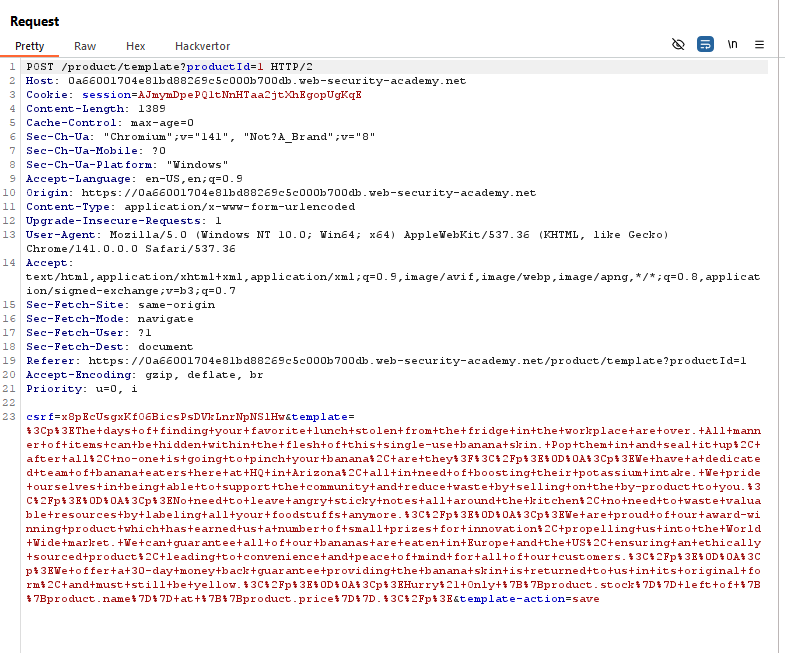 Request
Pretty Raw Hex Hackvertor \n
1 POST /product/template?productId=1 HTTP/2
2 Host: 0a66001704e81bd88269c5c000b700db.web-security-academy.net
3 Cookie: session=AJmymDpePQltNnHTaa2jtXhEgopUgKqE
4 Content-Length: 1389
5 Cache-Control: max-age=0
6 Sec-Ch-Ua: "Chromium";v="141", "Not?A_Brand";v="8"
7 Sec-Ch-Ua-Mobile: ?0
8 Sec-Ch-Ua-Platform: "Windows"
9 Accept-Language: en-US,en;q=0.9
10 Origin: https://0a66001704e81bd88269c5c000b700db.web-security-academy.net
11 Content-Type: application/x-www-form-urlencoded
12 Upgrade-Insecure-Requests: 1
13 User-Agent: Mozilla/5.0 (Windows NT 10.0; Win64; x64) AppleWebKit/537.36 (KHTML, like Gecko)
Chrome/141.0.0.0 Safari/537.36
14 Accept:
text/html,application/xhtml+xml,application/xml;q=0.9,image/avif,image/webp,image/apng,*/*;q=0.8,applicat
ion/signed-exchange;v=b3;q=0.7
15 Sec-Fetch-Site: same-origin
16 Sec-Fetch-Mode: navigate
17 Sec-Fetch-User: ?1
18 Sec-Fetch-Dest: document
19 Referer: https://0a66001704e81bd88269c5c000b700db.web-security-academy.net/product/template?productId=1
20 Accept-Encoding: gzip, deflate, br
21 Priority: u=0, i
22
23 csrf=x8pEcUsgxKf06BicsPsDVkLnrNpNSlHw&template=
%3Cp%3EThe+days+of+finding+your+favorite+lunch+stolen+from+the+fridge+in+the+workplace+are+over.+All+mann
er+of+items+can+be+hidden+within+the+flesh+of+this+single-use+banana+skin.+Pop+them+in+and+seal+it+up%2C+
after+all%2C+no-one+is+going+to+pinch+your+banana%2C+are+they%3F%3C%2Fp%3E%0D%0A%3Cp%3EWe+have+a+dedicate
d+team+of+banana+eaters+here+at+HQ+in+Arizona%2C+all+in+need+of+boosting+their+potassium+intake.+We+pride
+ourselves+in+being+able+to+support+the+community+and+reduce+waste+by+selling+on+the+by-product+to+you.%3
C%2Fp%3E%0D%0A%3Cp%3ENo+need+to+leave+angry+sticky+notes+all+around+the+kitchen%2C+no+need+to+waste+valua
ble+resources+by+labeling+all+your+foodstuffs+anymore.%3C%2Fp%3E%0D%0A%3Cp%3EWe+are+proud+of+our+award-wi
nning+product+which+has+earned+us+a+number+of+small+prizes+for+innovation%2C+propelling+us+into+the+World
+Wide+market.+We+can+guarantee+all+of+our+bananas+are+eaten+in+Europe+and+the+US%2C+ensuring+an+ethically
+sourced+product%2C+leading+to+convenience+and+peace+of+mind+for+all+of+our+customers.%3C%2Fp%3E%0D%0A%3C
p%3EWe+offer+a+30-day+money+back+guarantee+providing+the+banana+skin+is+returned+to+us+in+its+original+fo
rm%2C+and+must+still+be+yellow.%3C%2Fp%3E%0D%0A%3Cp%3EHurry%21+Only+%7B%7Bproduct.stock%7D%7D+left+of+%7B
%7Bproduct.name%7D%7D+at+%7B%7Bproduct.price%7D%7D.%3C%2Fp%3E&template-action=save